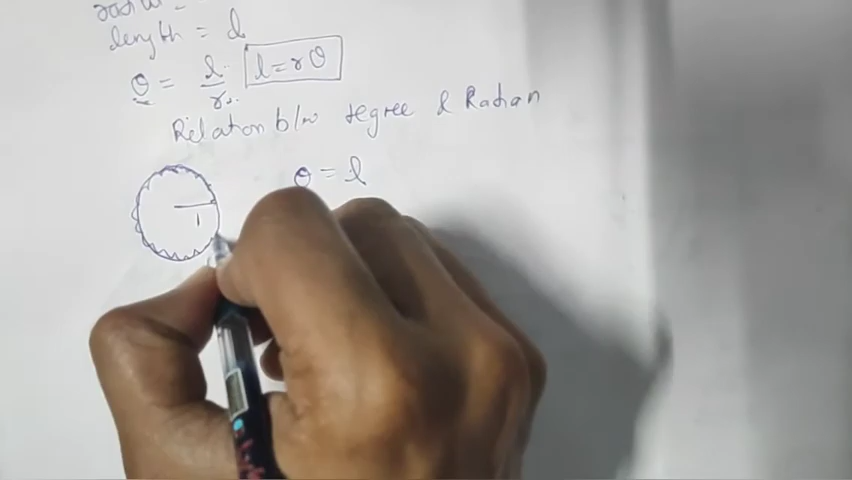 length = l
θ = l/r l = rθ
Relation b/w degree & Radian
θ = l
1